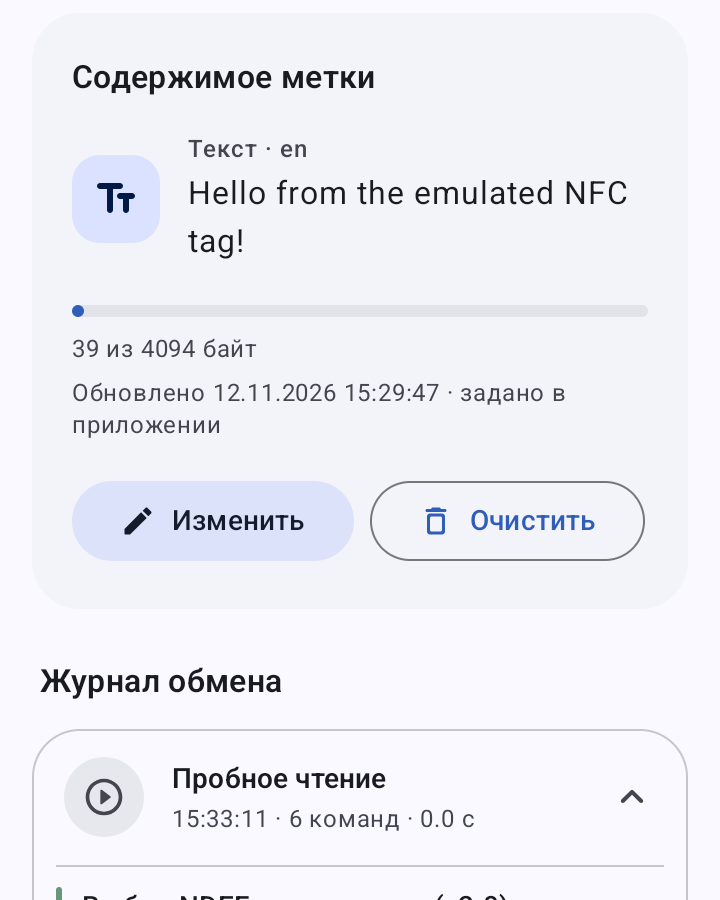 Содержимое метки
Текст · en
Hello from the emulated NFC
tag!
39 из 4094 байт
Обновлено 12.11.2026 15:29:47 · задано в
приложении
Изменить
Очистить
Журнал обмена
Пробное чтение
15:33:11 · 6 команд · 0.0 с